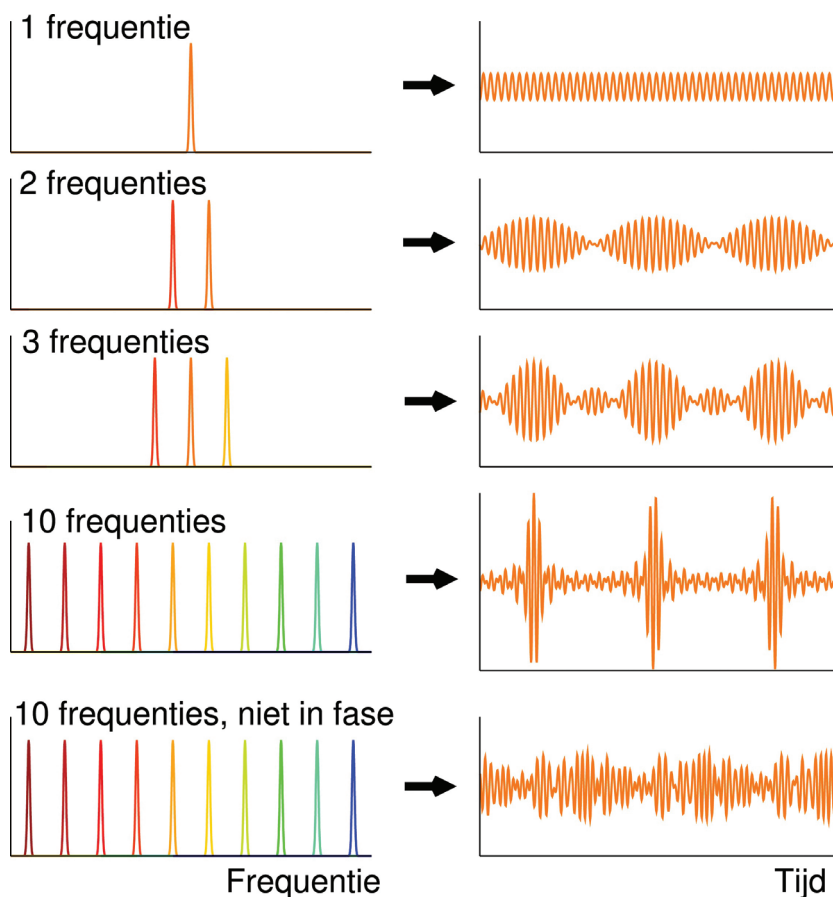 1 frequentie
2 frequenties
3 frequenties
10 frequenties
10 frequenties, niet in fase
Frequentie
Tijd